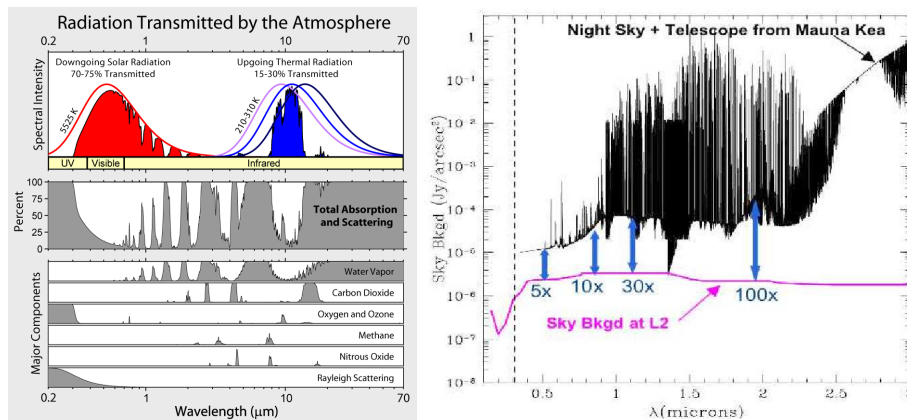 Radiation Transmitted by the Atmosphere
0.2 1 10 70
Downgoing Solar Radiation
70-75% Transmitted
Upgoing Thermal Radiation
15-30% Transmitted
Spectral Intensity
5525 K
210-310 K
UV Visible Infrared
Percent
100
75
50
25
0
Total Absorption
and Scattering
Major Components
Water Vapor
Carbon Dioxide
Oxygen and Ozone
Methane
Nitrous Oxide
Rayleigh Scattering
0.2 1 10 70
Wavelength (μm)
Night Sky + Telescope from Mauna Kea
Sky Bkgd (Jy/arcsec²)
1
10⁻¹
10⁻²
10⁻³
10⁻⁴
10⁻⁵
10⁻⁶
10⁻⁷
10⁻⁸
5x 10x 30x 100x
Sky Bkgd at L2
0.5 1 1.5 2 2.5
λ(microns)